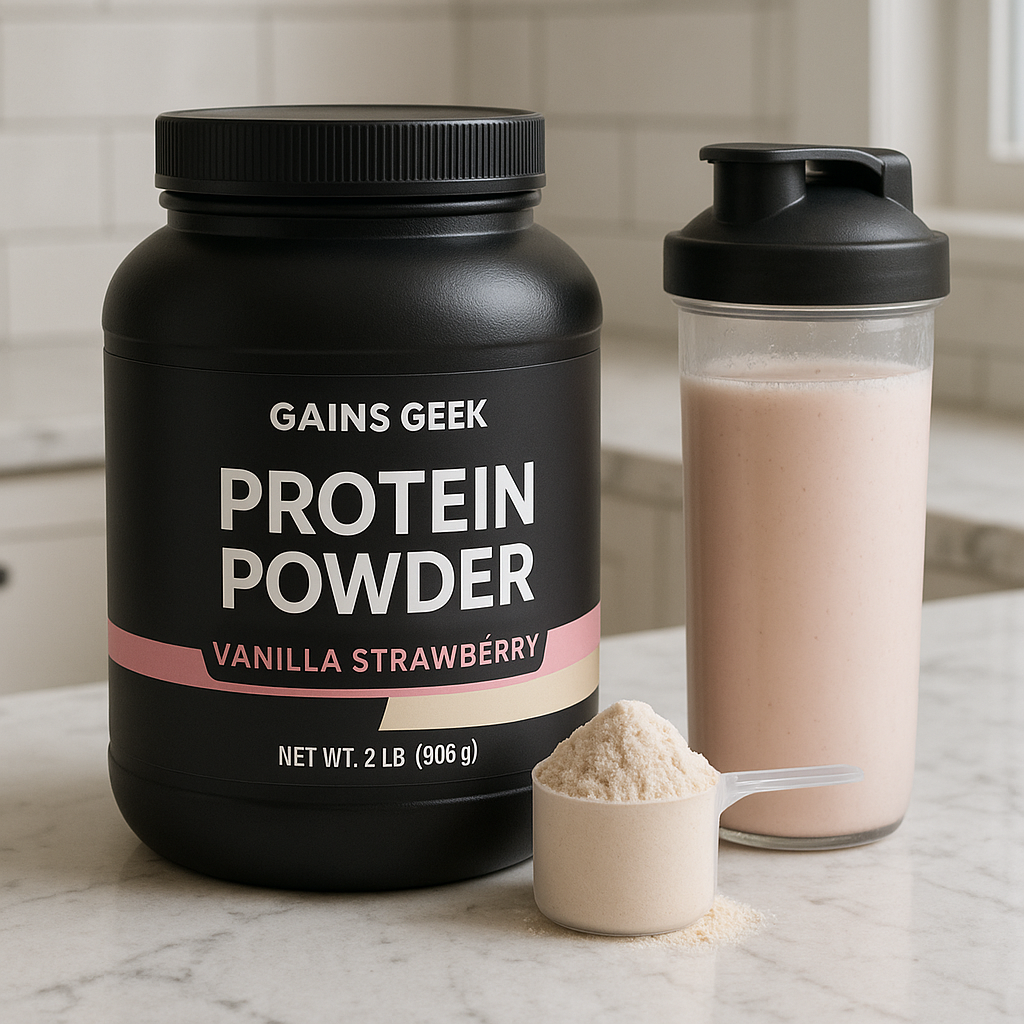 GAINS GEEK
PROTEIN
POWDER
VANILLA STRAWBÉRRY
NET WT. 2 LB (906 g)